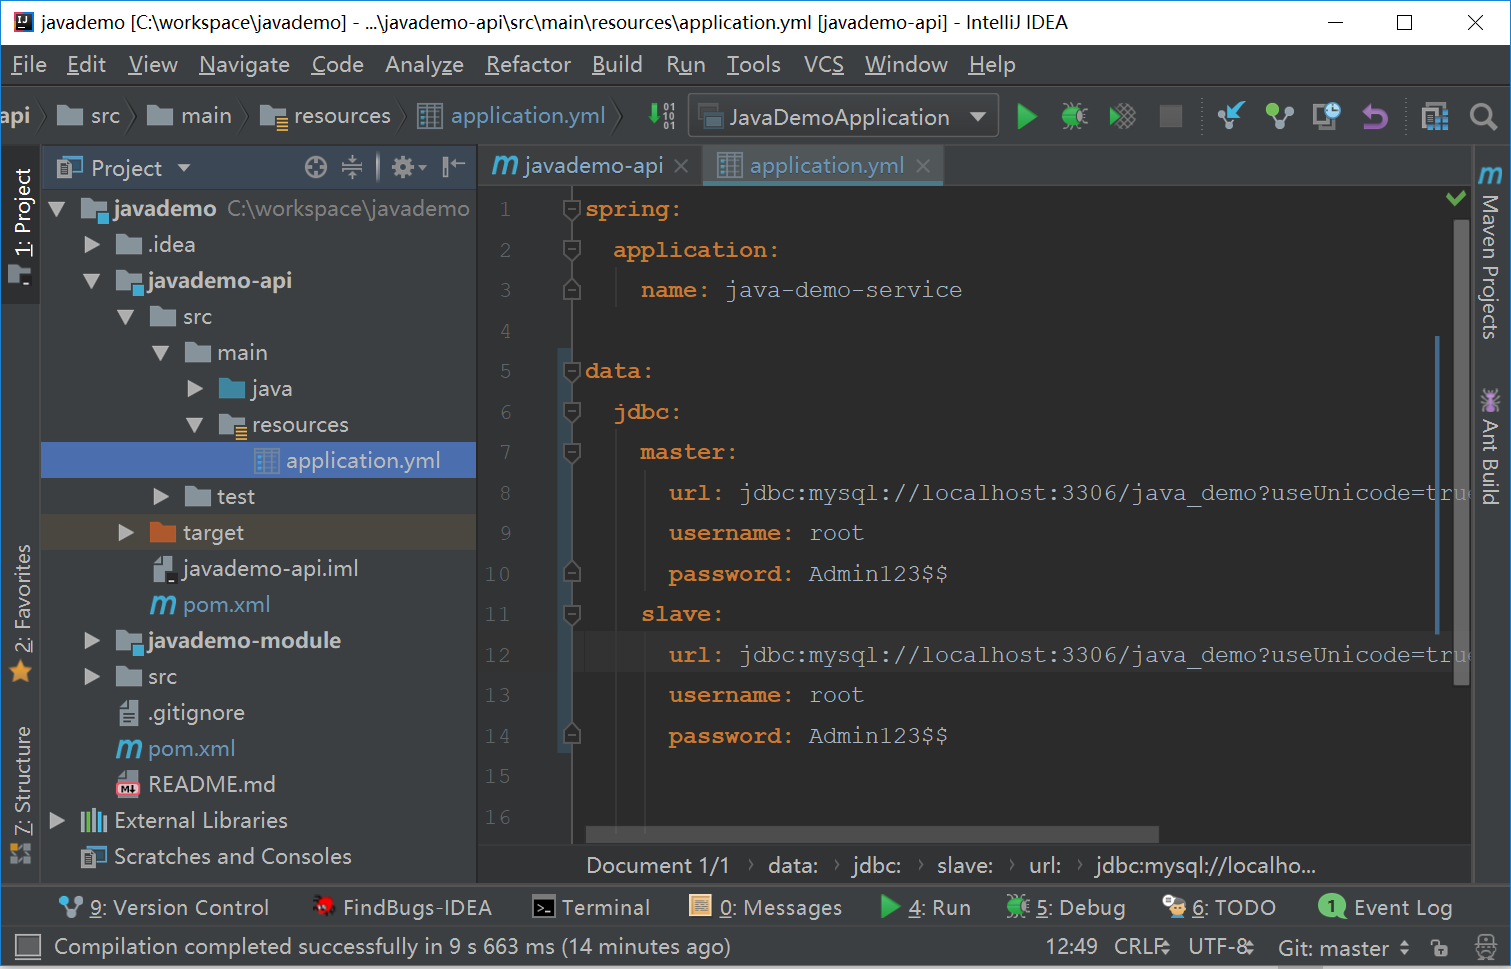 javademo [C:\workspace\javademo] - ...\javademo-api\src\main\resources\application.yml [javademo-api] - IntelliJ IDEA
File Edit View Navigate Code Analyze Refactor Build Run Tools VCS Window Help
api src main resources application.yml JavaDemoApplication
Project
javademo-api
application.yml
1: Project
2: Favorites
7: Structure
javademo C:\workspace\javademo
.idea
javademo-api
src
main
java
resources
application.yml
test
target
javademo-api.iml
pom.xml
javademo-module
src
.gitignore
pom.xml
README.md
External Libraries
Scratches and Consoles
1 spring:
2 application:
3 name: java-demo-service
4
5 data:
6 jdbc:
7 master:
8 url: jdbc:mysql://localhost:3306/java_demo?useUnicode=tru
9 username: root
10 password: Admin123$$
11 slave:
12 url: jdbc:mysql://localhost:3306/java_demo?useUnicode=tru
13 username: root
14 password: Admin123$$
15
16
Maven Projects
Ant Build
Document 1/1 › data: › jdbc: › slave: › url: › jdbc:mysql://localho...
9: Version Control FindBugs-IDEA Terminal 0: Messages 4: Run 5: Debug 6: TODO 1 Event Log
Compilation completed successfully in 9 s 663 ms (14 minutes ago) 12:49 CRLF UTF-8 Git: master